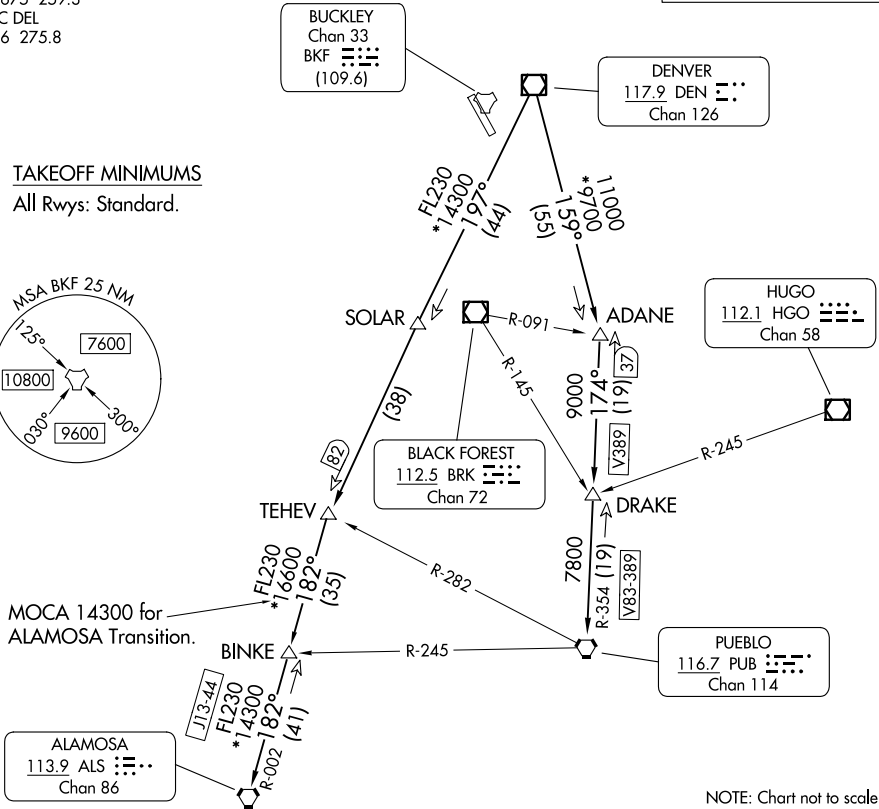 C DEL
6 275.8
BUCKLEY
Chan 33
BKF
(109.6)
DENVER
117.9 DEN
Chan 126
TAKEOFF MINIMUMS
All Rwys: Standard.
FL230
*14300
197°
(44)
11000
*9700
159°
(55)
MSA BKF 25 NM
125°
7600
10800
030°
9600
300°
SOLAR
R-091
ADANE
HUGO
112.1 HGO
Chan 58
37
R-145
9000
174°
(19)
(38)
V389
R-245
BLACK FOREST
112.5 BRK
Chan 72
82
TEHEV
DRAKE
FL230
*16600
182°
(35)
R-282
7800
R-354 (19)
V83-389
MOCA 14300 for
ALAMOSA Transition.
BINKE
R-245
PUEBLO
116.7 PUB
Chan 114
J13-44
FL230
*14300
182°
(41)
R-002
ALAMOSA
113.9 ALS
Chan 86
NOTE: Chart not to scale